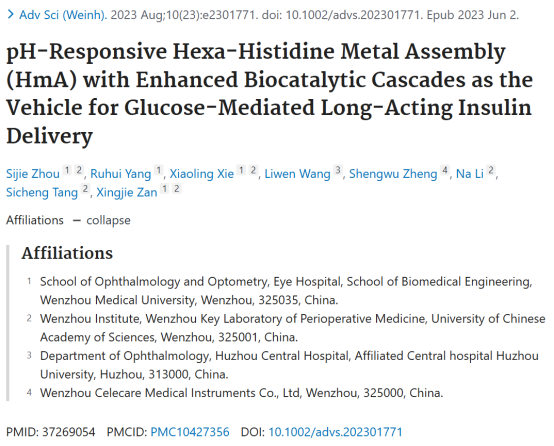 > Adv Sci (Weinh). 2023 Aug;10(23):e2301771. doi: 10.1002/advs.202301771. Epub 2023 Jun 2.
pH-Responsive Hexa-Histidine Metal Assembly
(HmA) with Enhanced Biocatalytic Cascades as the
Vehicle for Glucose-Mediated Long-Acting Insulin
Delivery
Sijie Zhou 1 2, Ruhui Yang 1, Xiaoling Xie 1 2, Liwen Wang 3, Shengwu Zheng 4, Na Li 2,
Sicheng Tang 2, Xingjie Zan 1 2
Affiliations − collapse
Affiliations
1 School of Ophthalmology and Optometry, Eye Hospital, School of Biomedical Engineering,
Wenzhou Medical University, Wenzhou, 325035, China.
2 Wenzhou Institute, Wenzhou Key Laboratory of Perioperative Medicine, University of Chinese
Academy of Sciences, Wenzhou, 325001, China.
3 Department of Ophthalmology, Huzhou Central Hospital, Affiliated Central hospital Huzhou
University, Huzhou, 313000, China.
4 Wenzhou Celecare Medical Instruments Co., Ltd, Wenzhou, 325000, China.
PMID: 37269054 PMCID: PMC10427356 DOI: 10.1002/advs.202301771